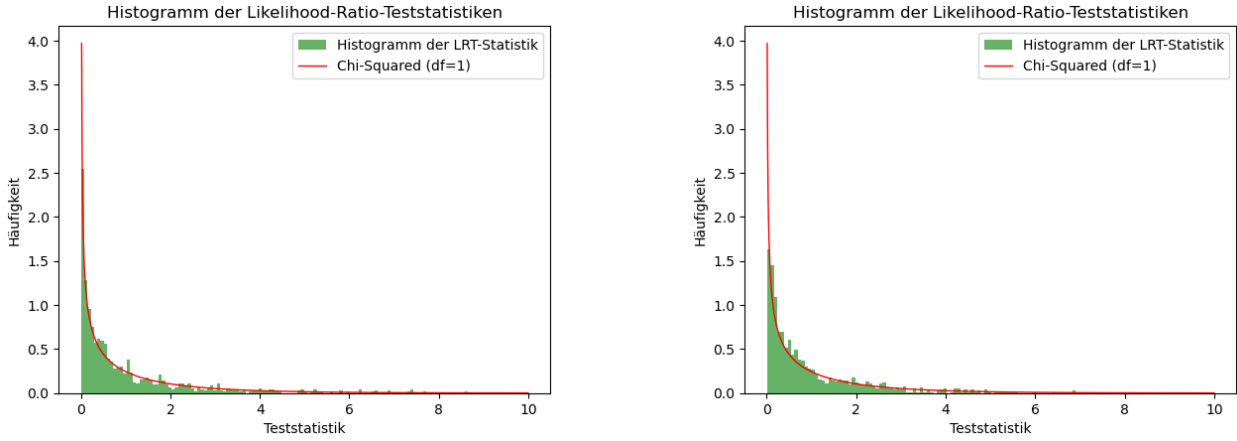 Histogramm der Likelihood-Ratio-Teststatistiken
Histogramm der LRT-Statistik
Chi-Squared (df=1)
Häufigkeit
4.0
3.5
3.0
2.5
2.0
1.5
1.0
0.5
0.0
0 2 4 6 8 10
Teststatistik
Histogramm der Likelihood-Ratio-Teststatistiken
Histogramm der LRT-Statistik
Chi-Squared (df=1)
Häufigkeit
4.0
3.5
3.0
2.5
2.0
1.5
1.0
0.5
0.0
0 2 4 6 8 10
Teststatistik